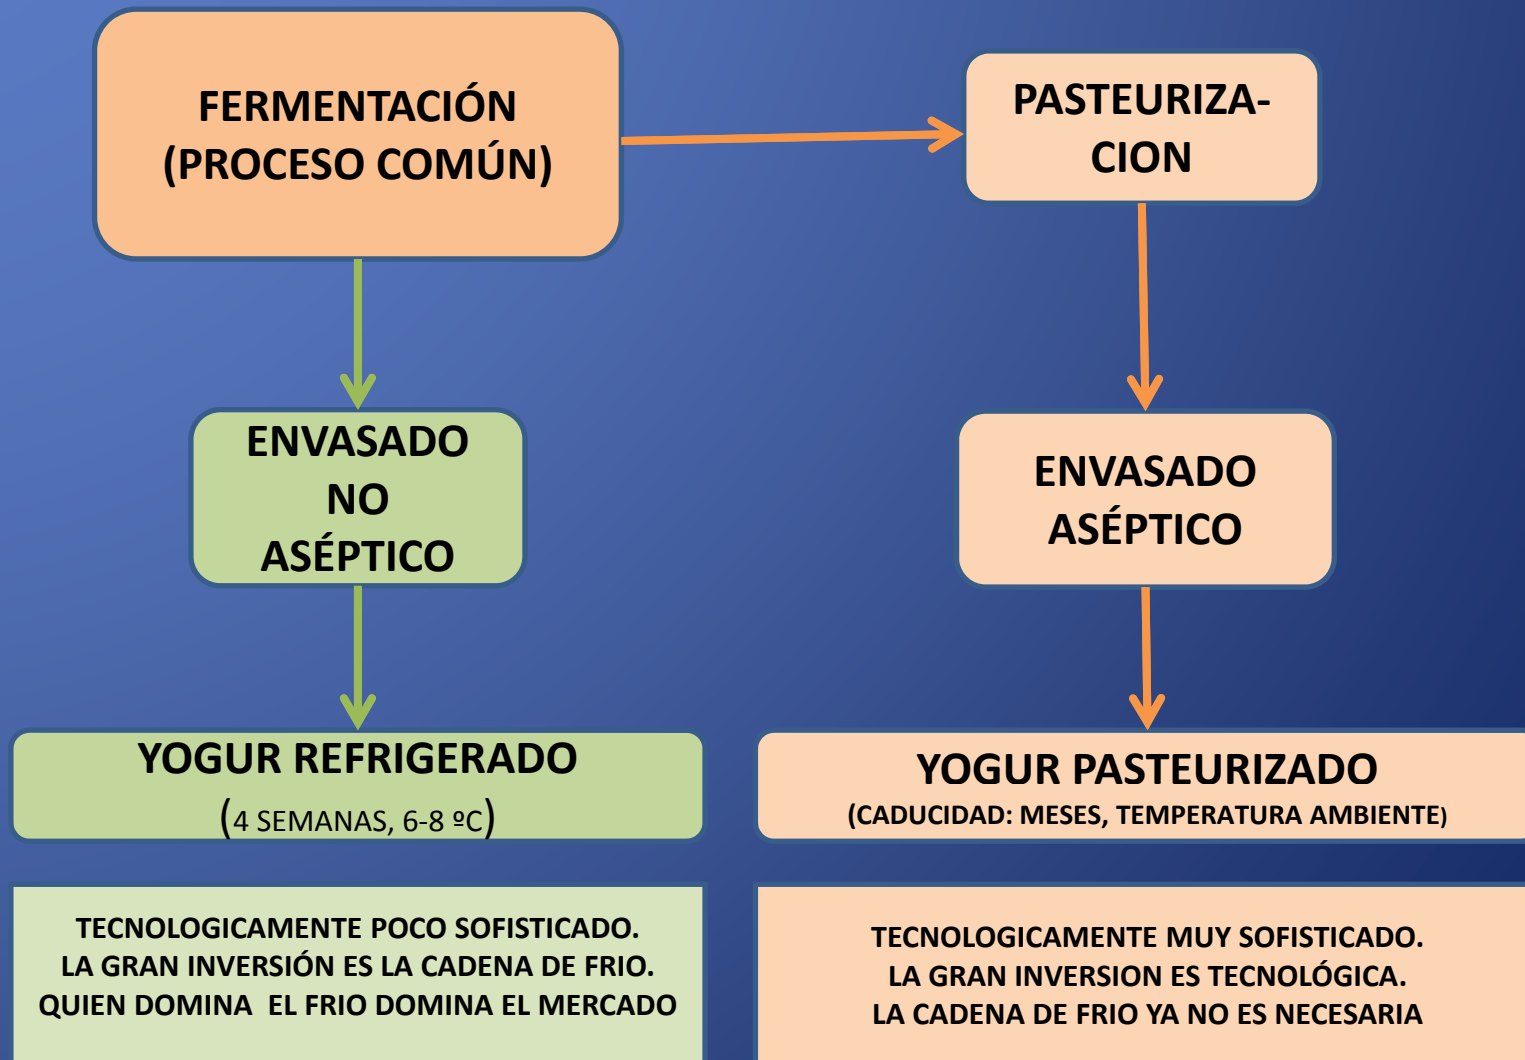 FERMENTACIÓN
(PROCESO COMÚN)
PASTEURIZA-
CION
ENVASADO
NO
ASÉPTICO
ENVASADO
ASÉPTICO
YOGUR REFRIGERADO
(4 SEMANAS, 6-8 ºC)
YOGUR PASTEURIZADO
(CADUCIDAD: MESES, TEMPERATURA AMBIENTE)
TECNOLOGICAMENTE POCO SOFISTICADO.
LA GRAN INVERSIÓN ES LA CADENA DE FRIO.
QUIEN DOMINA EL FRIO DOMINA EL MERCADO
TECNOLOGICAMENTE MUY SOFISTICADO.
LA GRAN INVERSION ES TECNOLÓGICA.
LA CADENA DE FRIO YA NO ES NECESARIA